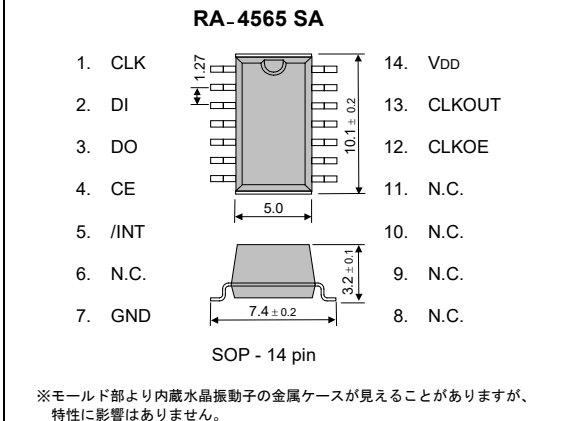 RA-4565 SA
1. CLK
2. DI
3. DO
4. CE
5. /INT
6. N.C.
7. GND
1.27
10.1 ± 0.2
5.0
3.2 ± 0.1
7.4 ± 0.2
14. VDD
13. CLKOUT
12. CLKOE
11. N.C.
10. N.C.
9. N.C.
8. N.C.
SOP - 14 pin
※モールド部より内蔵水晶振動子の金属ケースが見えることがありますが、
特性に影響はありません。